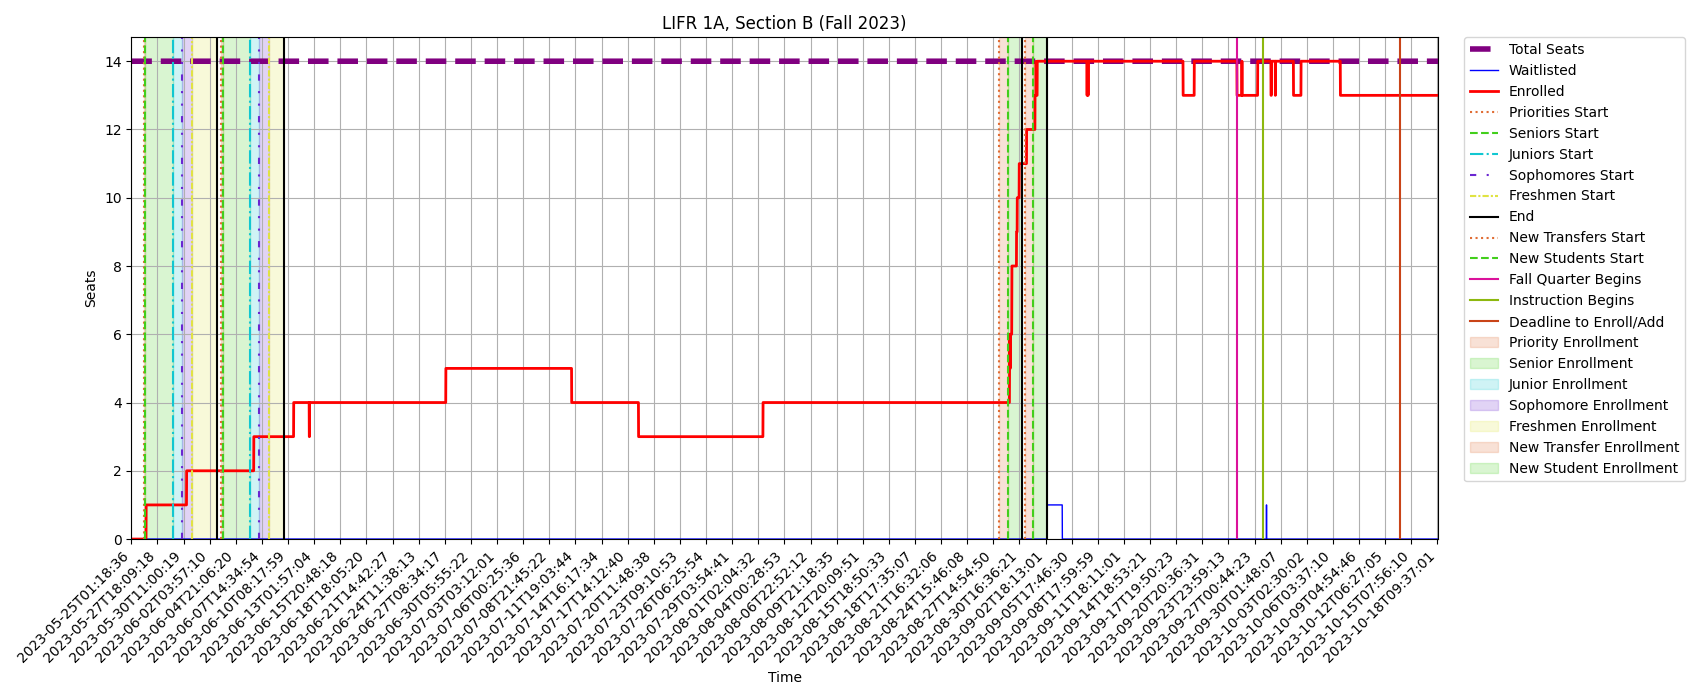 LIFR 1A, Section B (Fall 2023)
14
12
10
8
6
4
2
0
Seats
2023-05-25T01:18:36
2023-05-27T18:09:18
2023-05-30T11:00:19
2023-06-02T03:57:10
2023-06-04T21:06:20
2023-06-07T14:34:54
2023-06-10T08:17:59
2023-06-13T01:57:04
2023-06-15T20:48:18
2023-06-18T18:05:20
2023-06-21T14:42:27
2023-06-24T11:38:13
2023-06-27T08:34:17
2023-06-30T05:55:22
2023-07-03T03:12:01
2023-07-06T00:25:36
2023-07-08T21:45:22
2023-07-11T19:03:44
2023-07-14T16:17:34
2023-07-17T14:12:40
2023-07-20T11:48:38
2023-07-23T09:10:53
2023-07-26T06:25:54
2023-07-29T03:54:41
2023-08-01T02:04:32
2023-08-04T00:28:53
2023-08-06T22:52:12
2023-08-09T21:18:35
2023-08-12T20:09:51
2023-08-15T18:50:33
2023-08-18T17:35:07
2023-08-21T16:32:06
2023-08-24T15:46:08
2023-08-27T14:54:50
2023-08-30T16:36:21
2023-09-02T18:13:01
2023-09-05T17:46:30
2023-09-08T17:59:59
2023-09-11T18:11:01
2023-09-14T18:53:21
2023-09-17T19:50:23
2023-09-20T20:36:31
2023-09-23T23:59:13
2023-09-27T00:44:23
2023-09-30T01:48:07
2023-10-03T02:30:02
2023-10-06T03:37:10
2023-10-09T04:54:46
2023-10-12T06:27:05
2023-10-15T07:56:10
2023-10-18T09:37:01
Time
Total Seats
Waitlisted
Enrolled
Priorities Start
Seniors Start
Juniors Start
Sophomores Start
Freshmen Start
End
New Transfers Start
New Students Start
Fall Quarter Begins
Instruction Begins
Deadline to Enroll/Add
Priority Enrollment
Senior Enrollment
Junior Enrollment
Sophomore Enrollment
Freshmen Enrollment
New Transfer Enrollment
New Student Enrollment